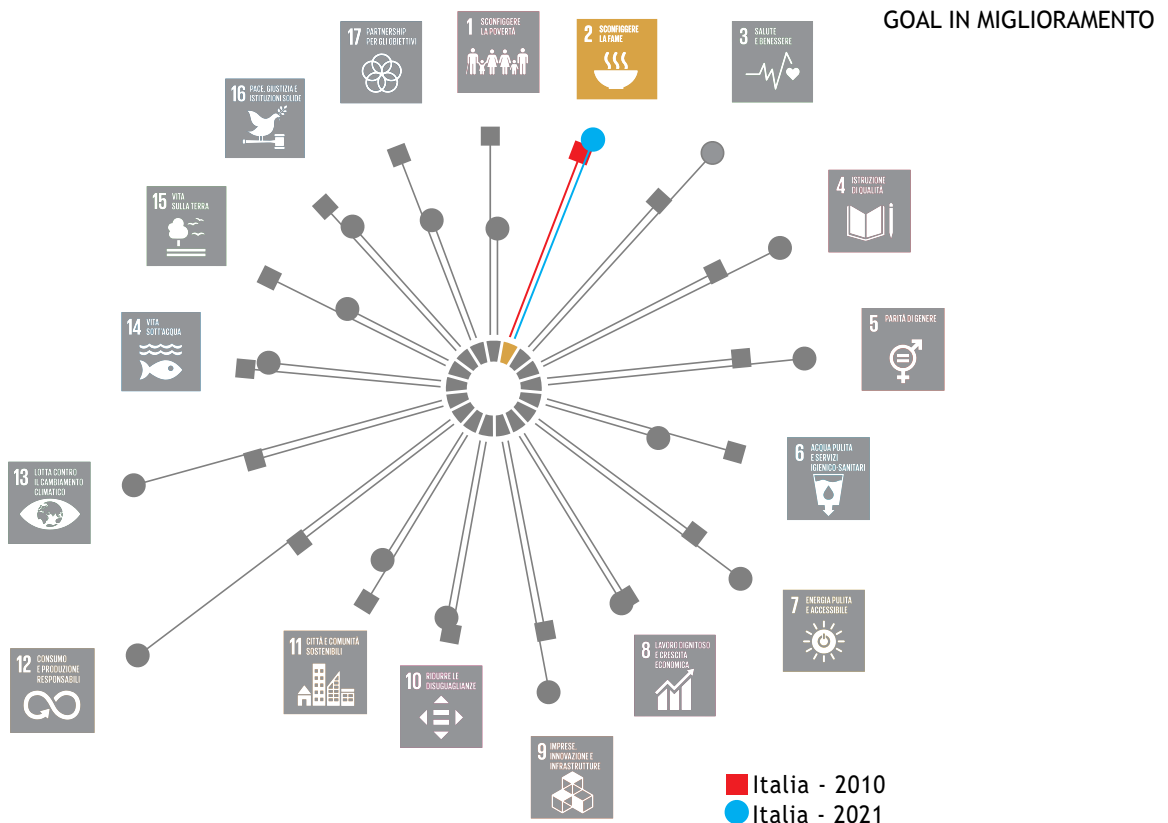 GOAL IN MIGLIORAMENTO
1 SCONFIGGERE
LA POVERTÀ
2 SCONFIGGERE
LA FAME
3 SALUTE
E BENESSERE
4 ISTRUZIONE
DI QUALITÀ
5 PARITÀ DI GENERE
6 ACQUA PULITA
E SERVIZI
IGIENICO-SANITARI
7 ENERGIA PULITA
E ACCESSIBILE
8 LAVORO DIGNITOSO
E CRESCITA
ECONOMICA
9 IMPRESE,
INNOVAZIONE E
INFRASTRUTTURE
10 RIDURRE LE
DISUGUAGLIANZE
11 CITTÀ E COMUNITÀ
SOSTENIBILI
12 CONSUMO
E PRODUZIONE
RESPONSABILI
13 LOTTA CONTRO
IL CAMBIAMENTO
CLIMATICO
14 VITA
SOTT'ACQUA
15 VITA
SULLA TERRA
16 PACE, GIUSTIZIA E
ISTITUZIONI SOLIDE
17 PARTNERSHIP
PER GLI OBIETTIVI
Italia - 2010
Italia - 2021